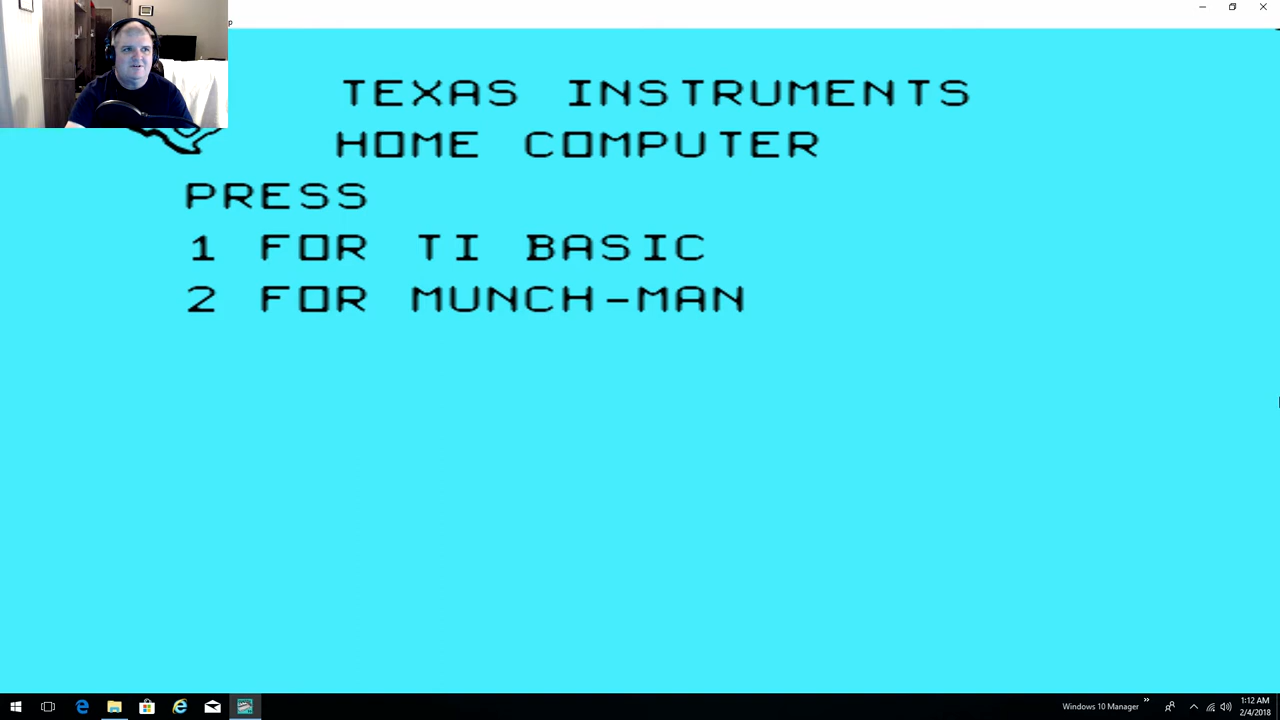 p
TEXAS INSTRUMENTS
HOME COMPUTER
PRESS
1 FOR TI BASIC
2 FOR MUNCH-MAN
Windows 10 Manager
1:12 AM
2/4/2018